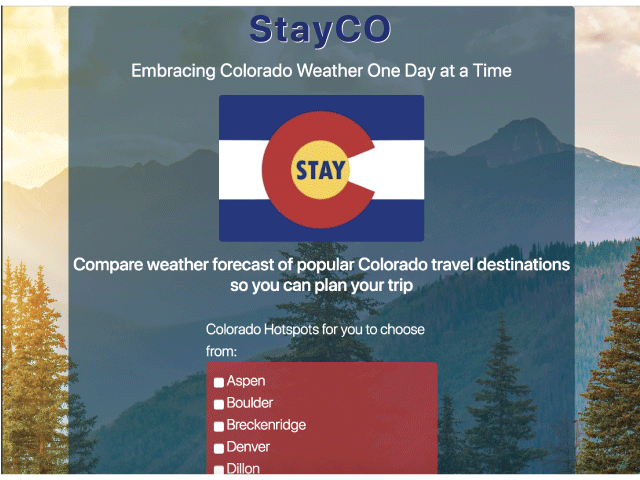 StayCO
Embracing Colorado Weather One Day at a Time
STAY
Compare weather forecast of popular Colorado travel destinations
so you can plan your trip
Colorado Hotspots for you to choose
from:
Aspen
Boulder
Breckenridge
Denver
Dillon